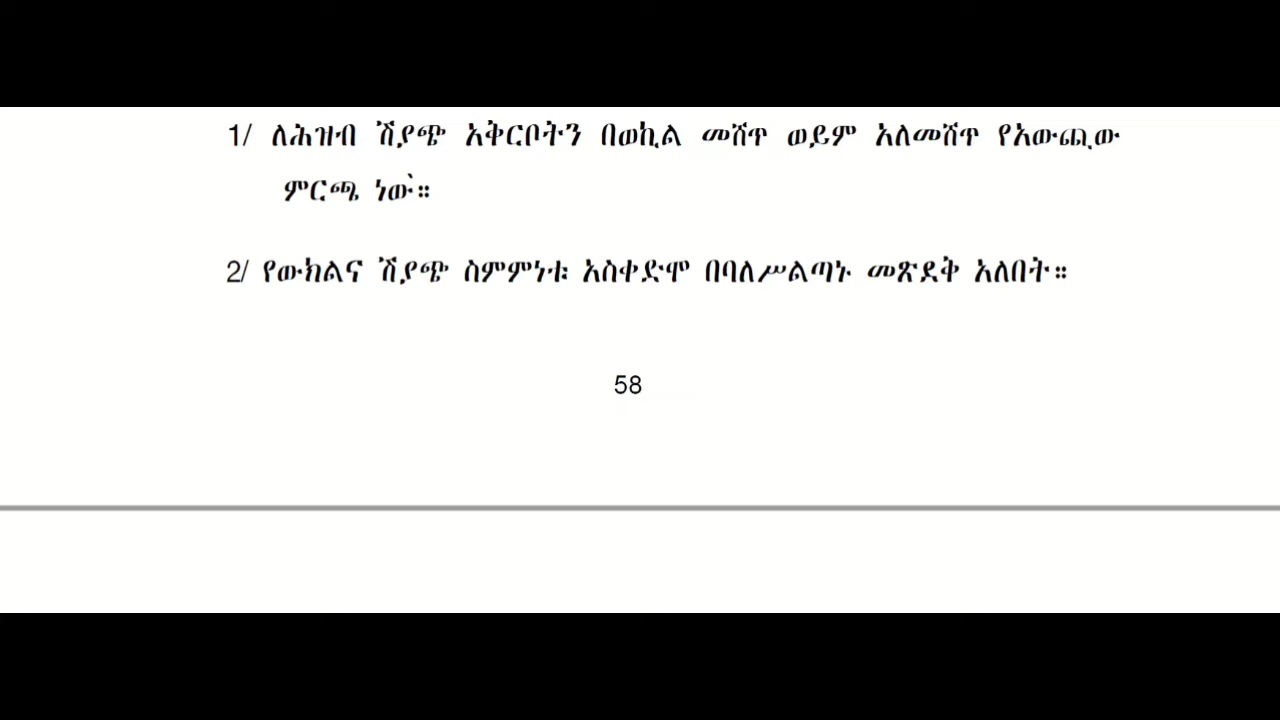 1/ ለሕዝብ ሽያጭ አቅርቦትን በወኪል መሸጥ ወይም አለመሸጥ የአውጪው
ምርጫ ነው።
2/ የውክልና ሽያጭ ስምምነቱ አስቀድሞ በባለሥልጣኑ መጽደቅ አለበት።
58